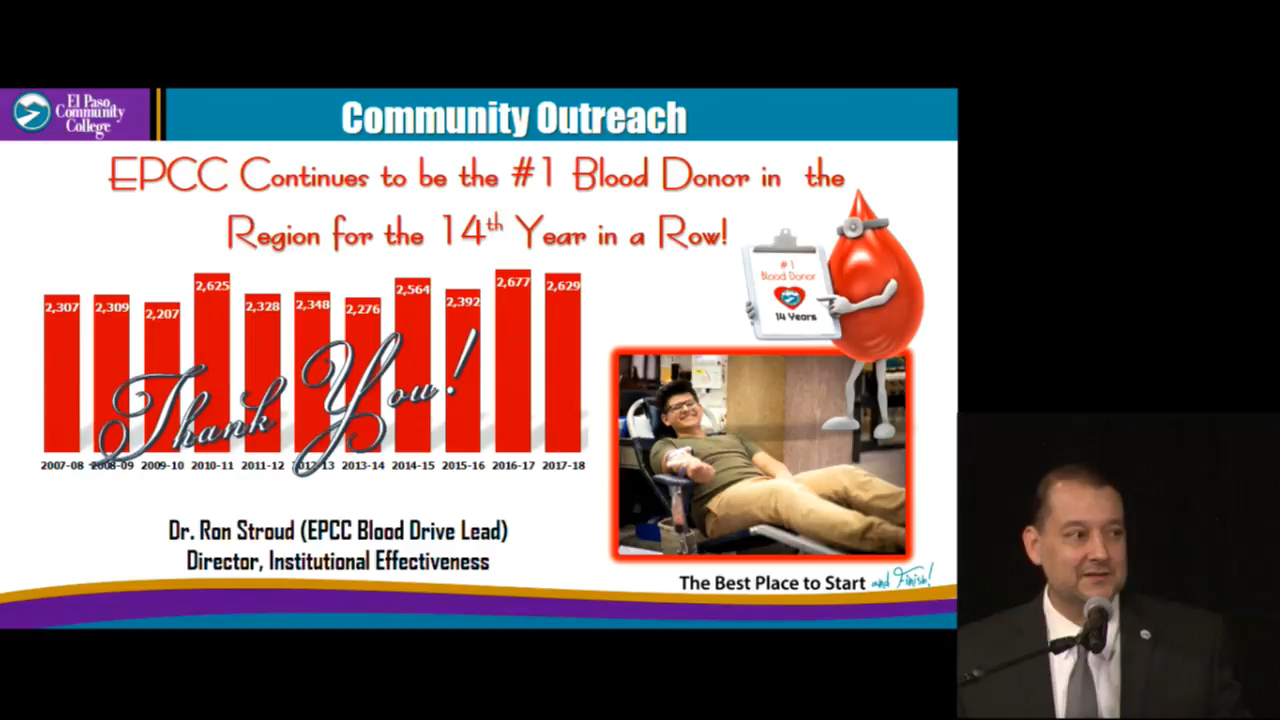 El Paso
Community
College
Community Outreach
EPCC Continues to be the #1 Blood Donor in the
Region for the 14th Year in a Row!
#1
Blood Donor
14 Years
2,307
2,309
2,207
2,625
2,328
2,348
2,276
2,564
2,392
2,677
2,629
Thank You!
2007-08 2008-09 2009-10 2010-11 2011-12 2012-13 2013-14 2014-15 2015-16 2016-17 2017-18
Dr. Ron Stroud (EPCC Blood Drive Lead)
Director, Institutional Effectiveness
The Best Place to Start and Finish!